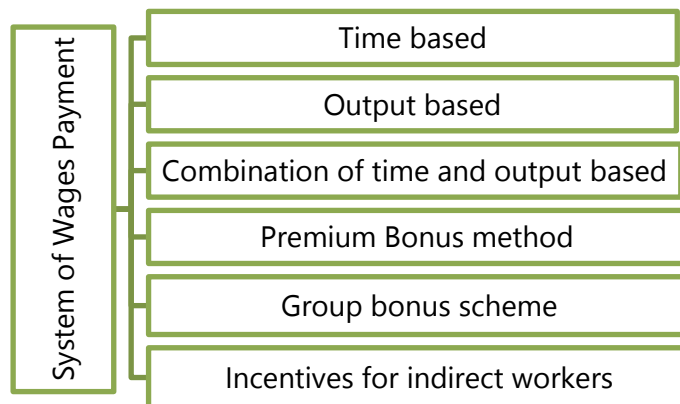 System of Wages Payment
Time based
Output based
Combination of time and output based
Premium Bonus method
Group bonus scheme
Incentives for indirect workers